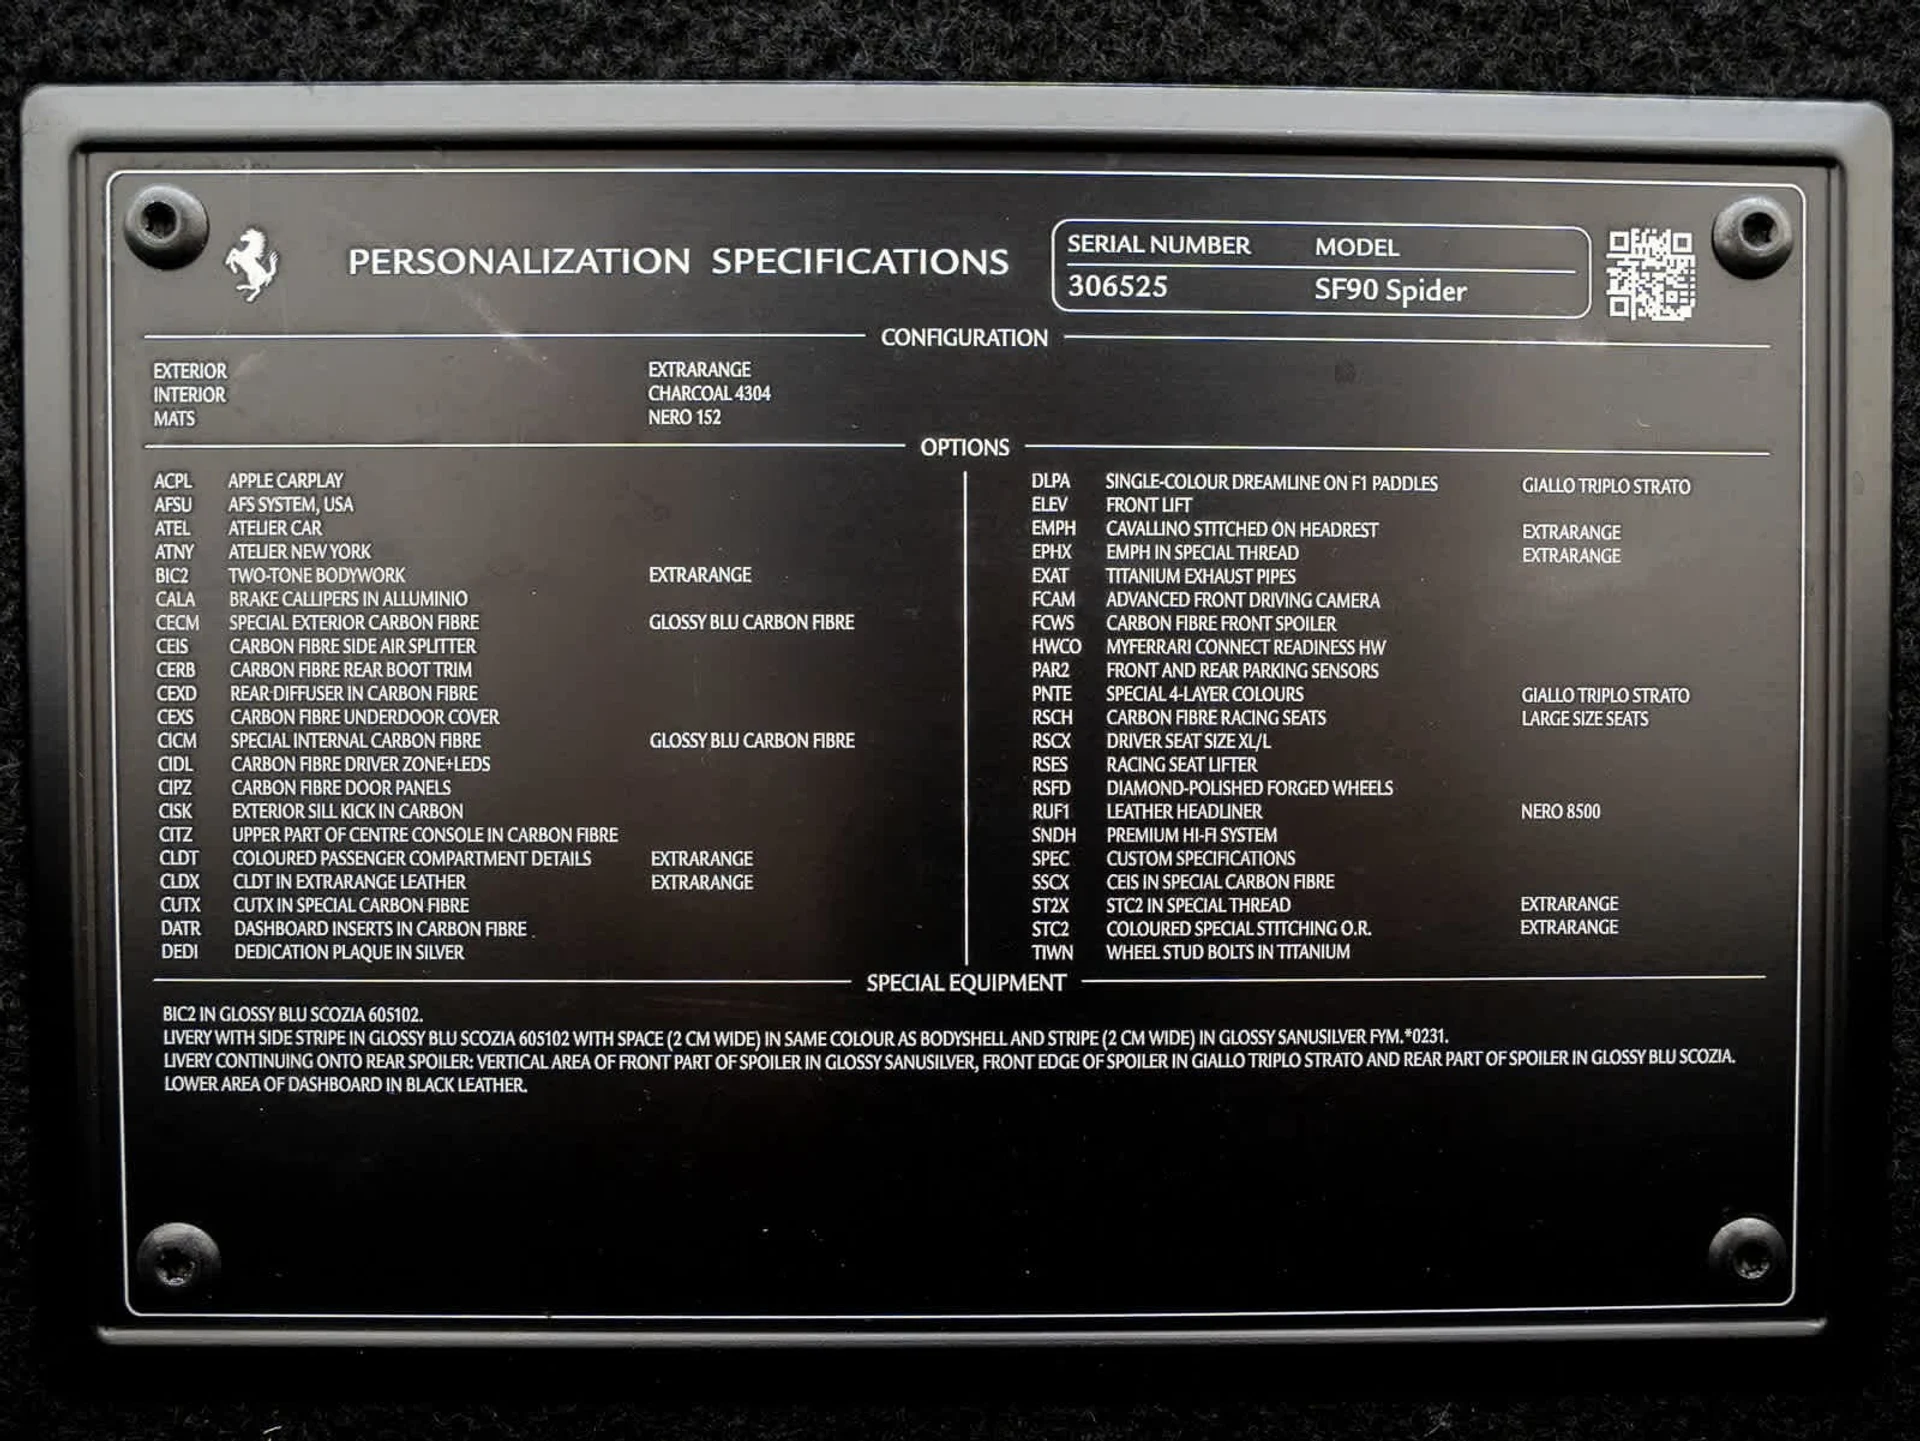 PERSONALIZATION SPECIFICATIONS
SERIAL NUMBER MODEL
306525 SF90 Spider
CONFIGURATION
EXTERIOR EXTRARANGE
INTERIOR CHARCOAL 4304
MATS NERO 152
OPTIONS
ACPL APPLE CARPLAY
AFSU AFS SYSTEM, USA
ATEL ATELIER CAR
ATNY ATELIER NEW YORK
BIC2 TWO-TONE BODYWORK EXTRARANGE
CALA BRAKE CALLIPERS IN ALLUMINIO
CECM SPECIAL EXTERIOR CARBON FIBRE GLOSSY BLU CARBON FIBRE
CEIS CARBON FIBRE SIDE AIR SPLITTER
CERB CARBON FIBRE REAR BOOT TRIM
CEXD REAR DIFFUSER IN CARBON FIBRE
CEXS CARBON FIBRE UNDERDOOR COVER
CICM SPECIAL INTERNAL CARBON FIBRE GLOSSY BLU CARBON FIBRE
CIDL CARBON FIBRE DRIVER ZONE+LEDS
CIPZ CARBON FIBRE DOOR PANELS
CISK EXTERIOR SILL KICK IN CARBON
CITZ UPPER PART OF CENTRE CONSOLE IN CARBON FIBRE
CLDT COLOURED PASSENGER COMPARTMENT DETAILS EXTRARANGE
CLDX CLDT IN EXTRARANGE LEATHER EXTRARANGE
CUTX CUTX IN SPECIAL CARBON FIBRE
DATR DASHBOARD INSERTS IN CARBON FIBRE
DEDI DEDICATION PLAQUE IN SILVER
DLPA SINGLE-COLOUR DREAMLINE ON F1 PADDLES GIALLO TRIPLO STRATO
ELEV FRONT LIFT
EMPH CAVALLINO STITCHED ON HEADREST EXTRARANGE
EPHX EMPH IN SPECIAL THREAD EXTRARANGE
EXAT TITANIUM EXHAUST PIPES
FCAM ADVANCED FRONT DRIVING CAMERA
FCWS CARBON FIBRE FRONT SPOILER
HWCO MYFERRARI CONNECT READINESS HW
PAR2 FRONT AND REAR PARKING SENSORS
PNTE SPECIAL 4-LAYER COLOURS GIALLO TRIPLO STRATO
RSCH CARBON FIBRE RACING SEATS LARGE SIZE SEATS
RSCX DRIVER SEAT SIZE XL/L
RSES RACING SEAT LIFTER
RSFD DIAMOND-POLISHED FORGED WHEELS
RUF1 LEATHER HEADLINER NERO 8500
SNDH PREMIUM HI-FI SYSTEM
SPEC CUSTOM SPECIFICATIONS
SSCX CEIS IN SPECIAL CARBON FIBRE
ST2X STC2 IN SPECIAL THREAD EXTRARANGE
STC2 COLOURED SPECIAL STITCHING O.R. EXTRARANGE
TIWN WHEEL STUD BOLTS IN TITANIUM
SPECIAL EQUIPMENT
BIC2 IN GLOSSY BLU SCOZIA 605102.
LIVERY WITH SIDE STRIPE IN GLOSSY BLU SCOZIA 605102 WITH SPACE (2 CM WIDE) IN SAME COLOUR AS BODYSHELL AND STRIPE (2 CM WIDE) IN GLOSSY SANUSILVER FYM.*0231.
LIVERY CONTINUING ONTO REAR SPOILER: VERTICAL AREA OF FRONT PART OF SPOILER IN GLOSSY SANUSILVER, FRONT EDGE OF SPOILER IN GIALLO TRIPLO STRATO AND REAR PART OF SPOILER IN GLOSSY BLU SCOZIA.
LOWER AREA OF DASHBOARD IN BLACK LEATHER.